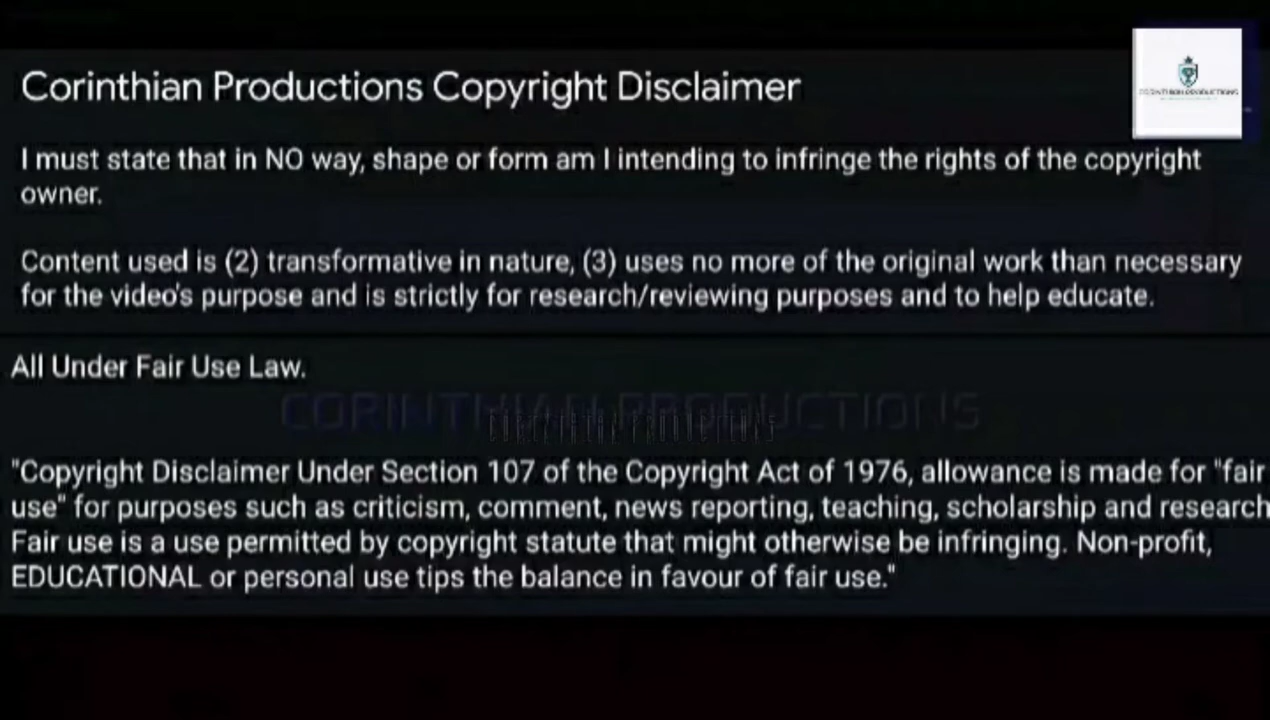 Corinthian Productions Copyright Disclaimer
CORINTHIAN PRODUCTIONS
I must state that in NO way, shape or form am I intending to infringe the rights of the copyright
owner.
Content used is (2) transformative in nature, (3) uses no more of the original work than necessary
for the video's purpose and is strictly for research/reviewing purposes and to help educate.
All Under Fair Use Law.
CORINTHIAN PRODUCTIONS
CORINTHIAN PRODUCTIONS
"Copyright Disclaimer Under Section 107 of the Copyright Act of 1976, allowance is made for "fair
use" for purposes such as criticism, comment, news reporting, teaching, scholarship and research
Fair use is a use permitted by copyright statute that might otherwise be infringing. Non-profit,
EDUCATIONAL or personal use tips the balance in favour of fair use."